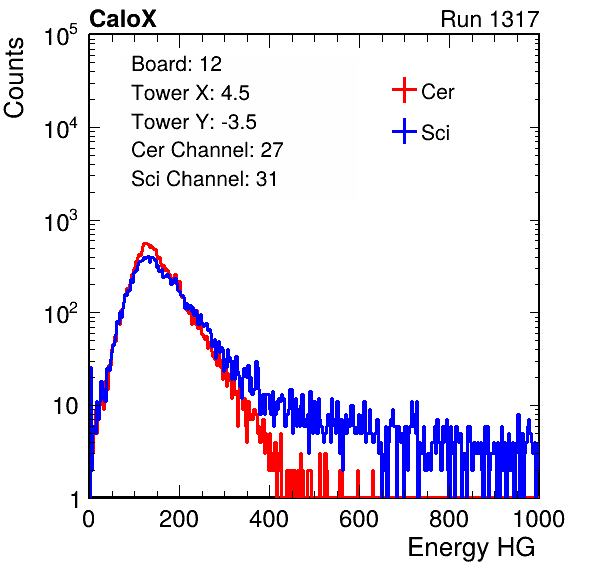 CaloX Run 1317
Counts
Board: 12
Tower X: 4.5
Tower Y: -3.5
Cer Channel: 27
Sci Channel: 31
Cer
Sci
10^5
10^4
10^3
10^2
10
1
0 200 400 600 800 1000
Energy HG